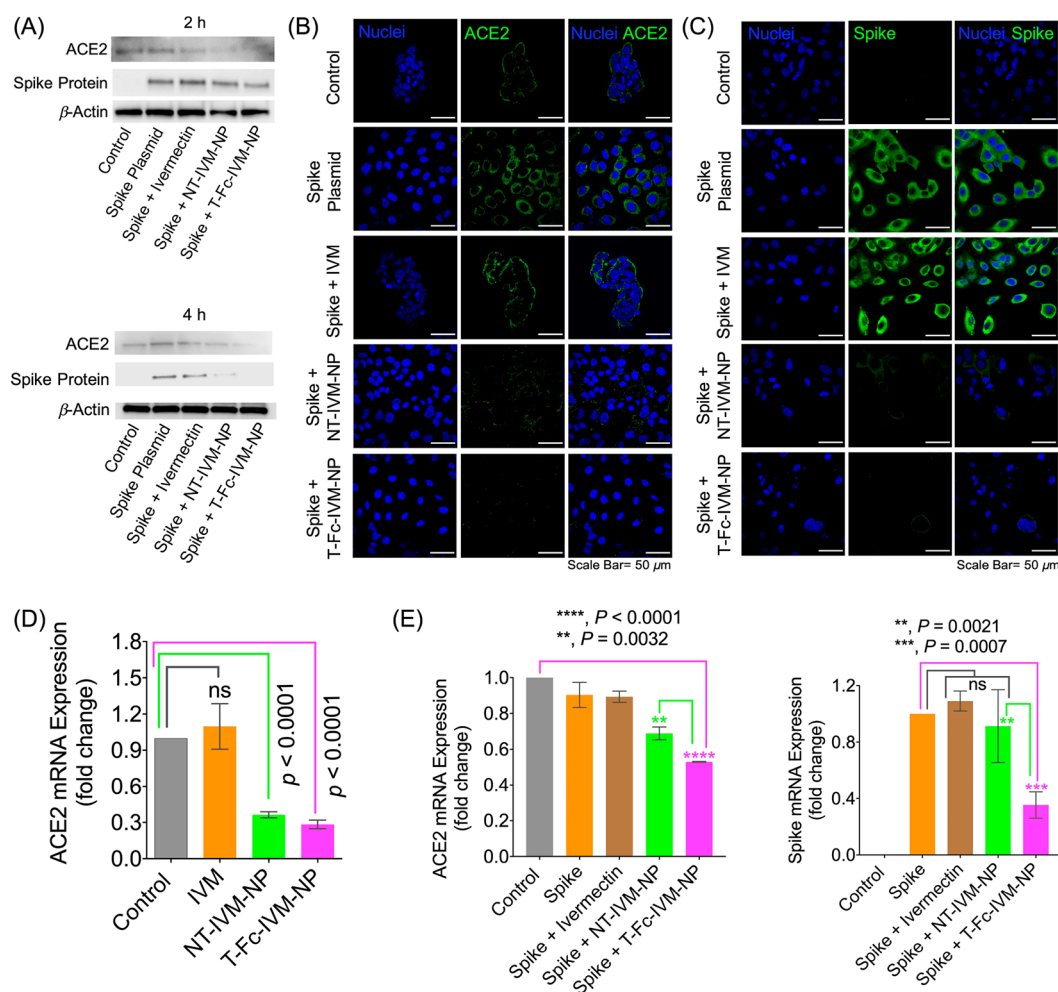 (A)
2 h
ACE2
Spike Protein
β-Actin
Control
Spike Plasmid
Spike + Ivermectin
Spike + NT-IVM-NP
Spike + T-Fc-IVM-NP
4 h
ACE2
Spike Protein
β-Actin
Control
Spike Plasmid
Spike + Ivermectin
Spike + NT-IVM-NP
Spike + T-Fc-IVM-NP
(B)
Nuclei
ACE2
Nuclei ACE2
Control
Spike
Plasmid
Spike + IVM
Spike +
NT-IVM-NP
Spike +
T-Fc-IVM-NP
Scale Bar= 50 µm
(C)
Nuclei
Spike
Nuclei Spike
Control
Spike
Plasmid
Spike + IVM
Spike +
NT-IVM-NP
Spike +
T-Fc-IVM-NP
Scale Bar= 50 µm
(D)
ACE2 mRNA Expression
(fold change)
1.8
1.5
1.2
0.9
0.6
0.3
0.0
ns
p < 0.0001
p < 0.0001
Control
IVM
NT-IVM-NP
T-Fc-IVM-NP
(E)
****, P < 0.0001
**, P = 0.0032
ACE2 mRNA Expression
(fold change)
1.0
0.8
0.6
0.4
0.2
0.0
**
****
Control
Spike
Spike + Ivermectin
Spike + NT-IVM-NP
Spike + T-Fc-IVM-NP
**, P = 0.0021
***, P = 0.0007
Spike mRNA Expression
(fold change)
1.2
0.8
0.4
0.0
ns
**
***
Control
Spike
Spike + Ivermectin
Spike + NT-IVM-NP
Spike + T-Fc-IVM-NP